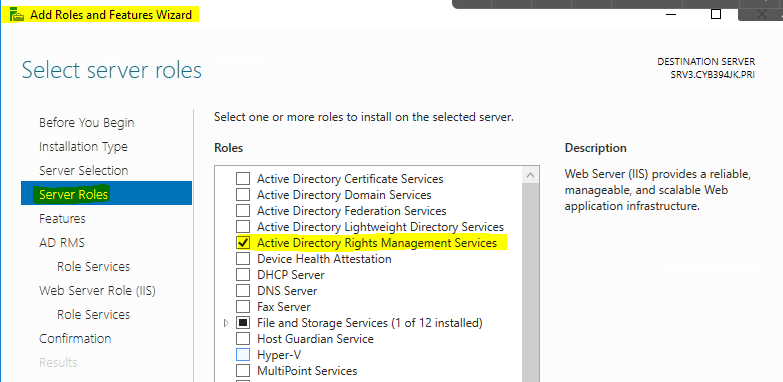 Add Roles and Features Wizard
Select server roles
DESTINATION SERVER
SRV3.CYB394JK.PRI
Before You Begin
Installation Type
Server Selection
Server Roles
Features
AD RMS
Role Services
Web Server Role (IIS)
Role Services
Confirmation
Results
Select one or more roles to install on the selected server.
Roles
Active Directory Certificate Services
Active Directory Domain Services
Active Directory Federation Services
Active Directory Lightweight Directory Services
Active Directory Rights Management Services
Device Health Attestation
DHCP Server
DNS Server
Fax Server
File and Storage Services (1 of 12 installed)
Host Guardian Service
Hyper-V
MultiPoint Services
Description
Web Server (IIS) provides a reliable,
manageable, and scalable Web
application infrastructure.